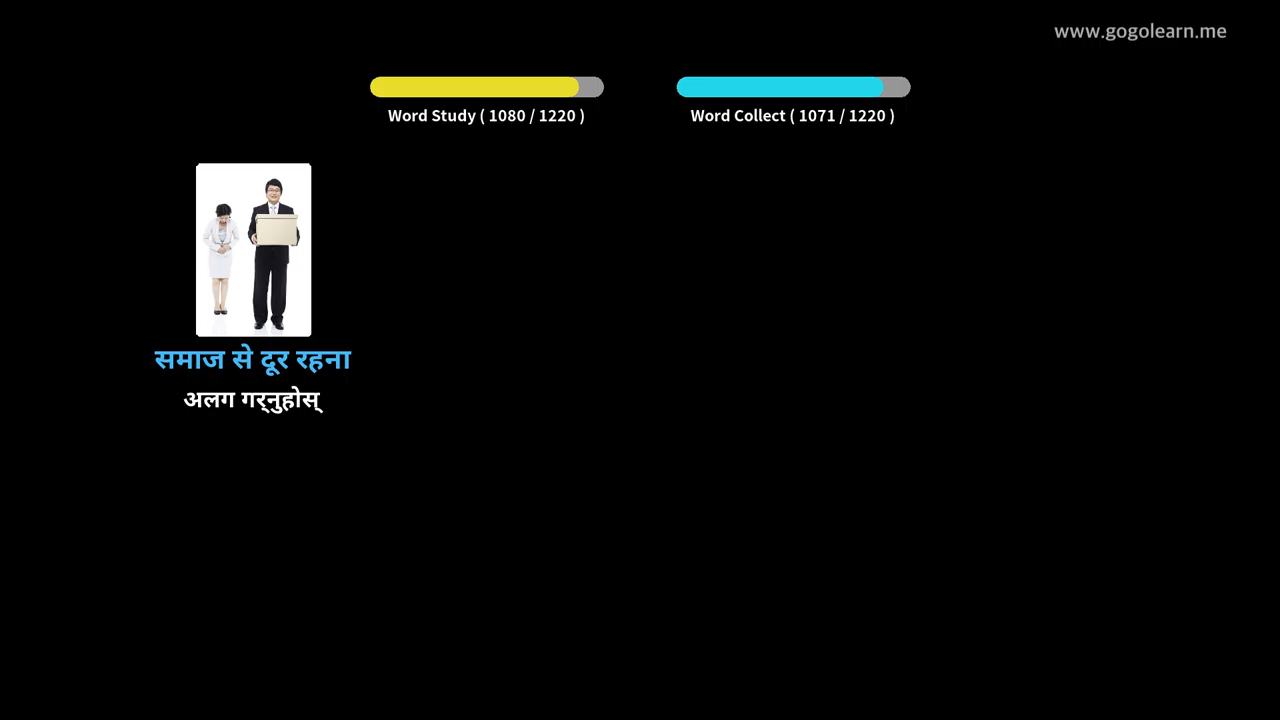 www.gogolearn.me
Word Study ( 1080 / 1220 )
Word Collect ( 1071 / 1220 )
समाज से दूर रहना
अलग गर्नुहोस्